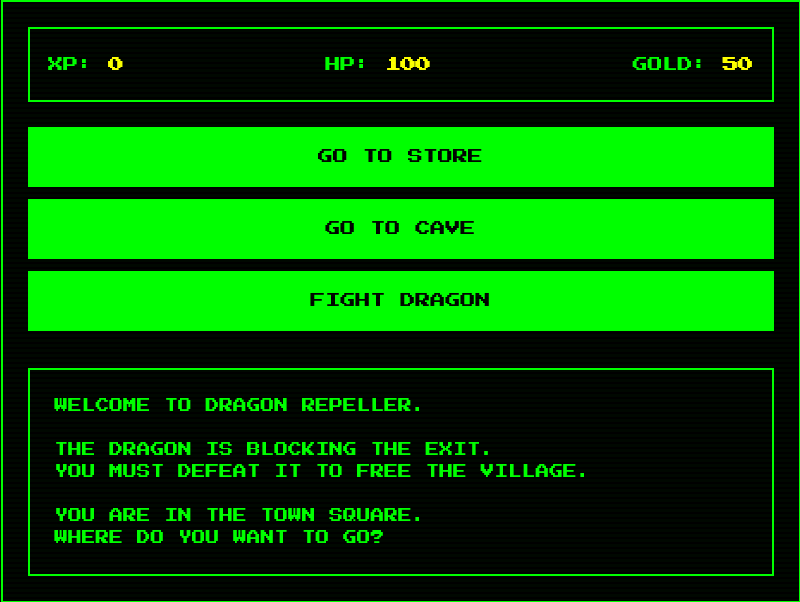 XP: 0 HP: 100 GOLD: 50
GO TO STORE
GO TO CAVE
FIGHT DRAGON
WELCOME TO DRAGON REPELLER.
THE DRAGON IS BLOCKING THE EXIT.
YOU MUST DEFEAT IT TO FREE THE VILLAGE.
YOU ARE IN THE TOWN SQUARE.
WHERE DO YOU WANT TO GO?